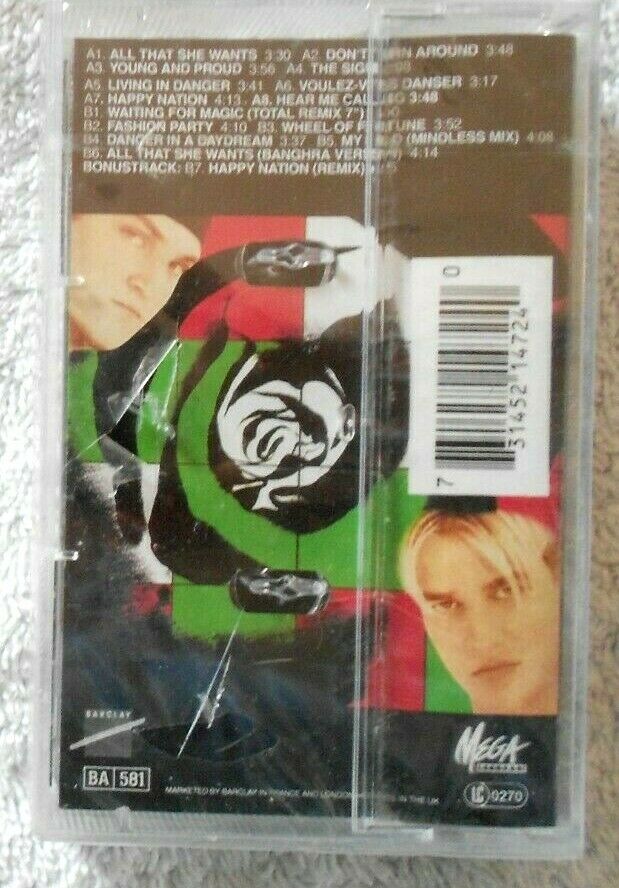 A1. ALL THAT SHE WANTS 3:30 A2. DON'T TURN AROUND 3:48
A3. YOUNG AND PROUD 3:56 A4. THE SIGN
A5. LIVING IN DANGER 3:41 A6. VOULEZ-VOUS DANSER 3:17
A7. HAPPY NATION 4:13 A8. HEAR ME CALLING 3:48
B1. WAITING FOR MAGIC (TOTAL REMIX 7")
B2. FASHION PARTY 4:10 B3. WHEEL OF FORTUNE 3:52
B4. DANCER IN A DAYDREAM 3:37 B5. MY MIND (MINDLESS MIX) 4:08
B6. ALL THAT SHE WANTS (BANGHRA VERSION) 4:14
BONUSTRACK: B7. HAPPY NATION (REMIX)
7 31452 14724 0
BARCLAY
MEGA
RECORDS
BA 581
MARKETED BY BARCLAY IN FRANCE AND LONDON IN THE UK
LC 0270